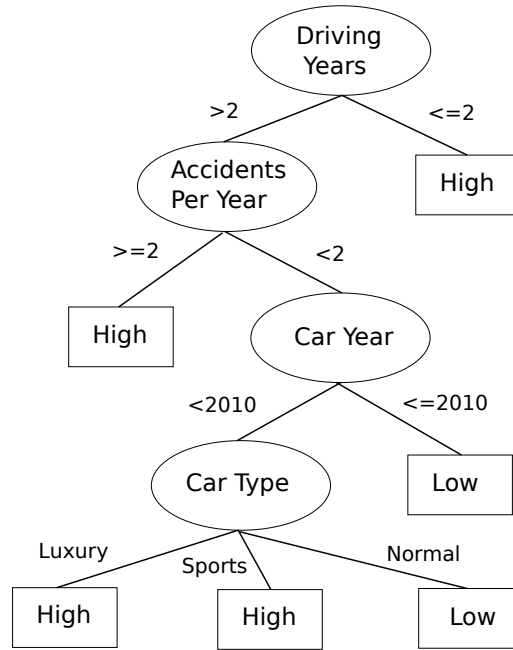 Driving
Years
>2
<=2
Accidents
Per Year
High
>=2
<2
High
Car Year
<2010
<=2010
Car Type
Low
Luxury
Sports
Normal
High
High
Low